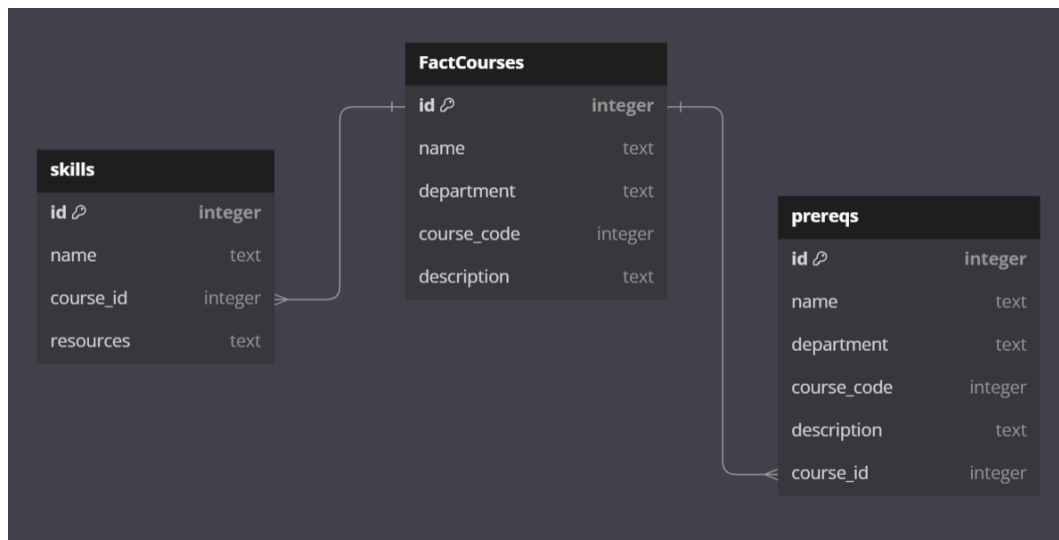 FactCourses
id integer
name text
department text
course_code integer
description text
skills
id integer
name text
course_id integer
resources text
prereqs
id integer
name text
department text
course_code integer
description text
course_id integer